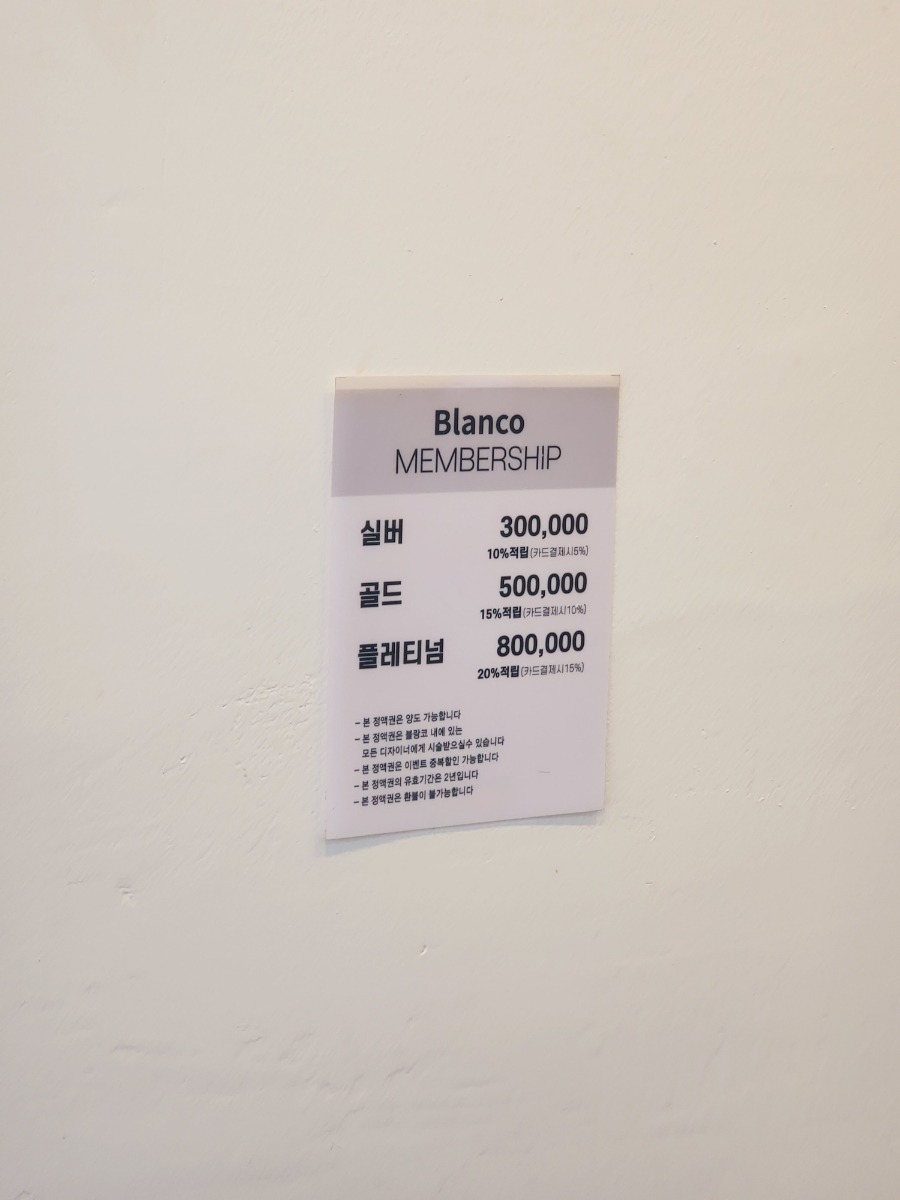 Blanco
MEMBERSHIP
실버 300,000
10%적립(카드결제시5%)
골드 500,000
15%적립(카드결제시10%)
플레티넘 800,000
20%적립(카드결제시15%)
- 본 정액권은 양도 가능합니다
- 본 정액권은 블랑코 내에 있는
모든 디자이너에게 시술받으실수 있습니다
- 본 정액권은 이벤트 중복할인 가능합니다
- 본 정액권의 유효기간은 2년입니다
- 본 정액권은 환불이 불가능합니다